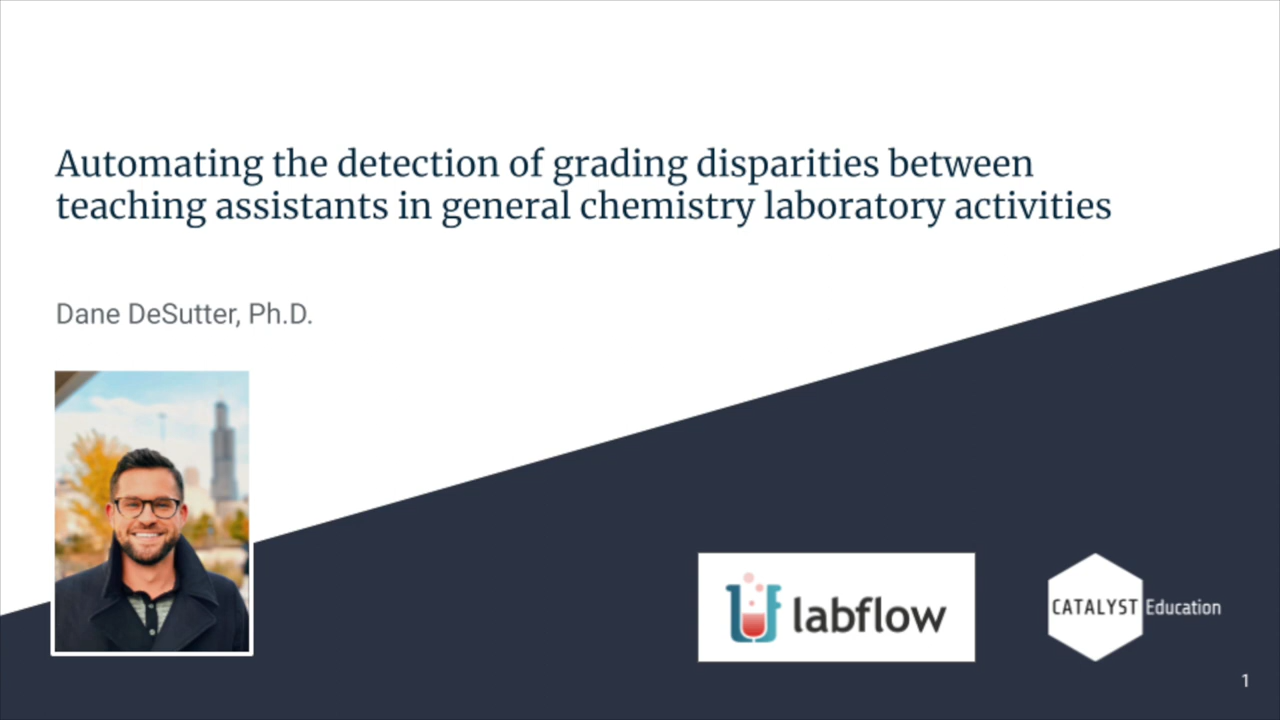 Automating the detection of grading disparities between
teaching assistants in general chemistry laboratory activities
Dane DeSutter, Ph.D.
labflow
CATALYST Education
1